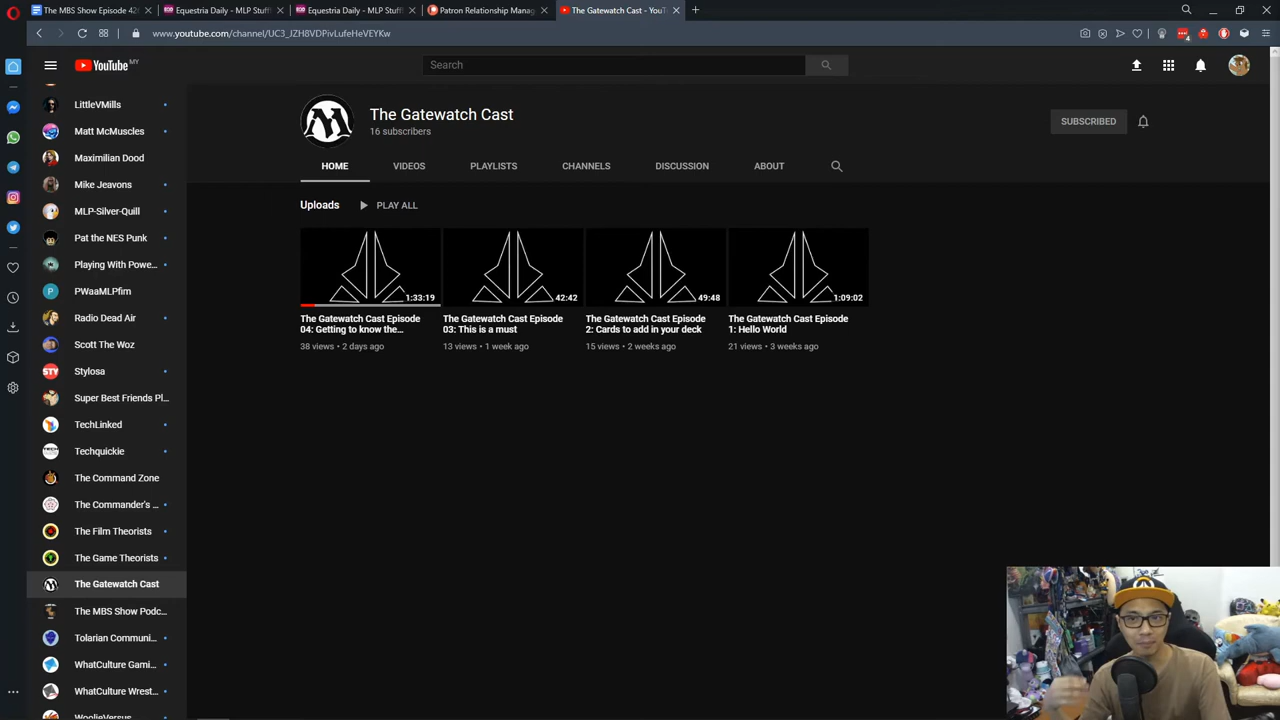 The MBS Show Episode 42
Equestria Daily - MLP Stuff!
Equestria Daily - MLP Stuff!
Patron Relationship Manag
The Gatewatch Cast - YouT
www.youtube.com/channel/UC3_JZH8VDPivLufeHeVEYKw
4
YouTube MY
Search
LittleVMills
Matt McMuscles
Maximilian Dood
Mike Jeavons
MLP-Silver-Quill
Pat the NES Punk
Playing With Powe...
P PWaaMLPfim
Radio Dead Air
Scott The Woz
STY Stylosa
Super Best Friends Pl...
TechLinked
TECH Techquickie
The Command Zone
The Commander's ...
The Film Theorists
The Game Theorists
The Gatewatch Cast
The MBS Show Podc...
Tolarian Communi...
WhatCulture Gami...
WhatCulture Wrest...
WoolieVersus
The Gatewatch Cast
16 subscribers
SUBSCRIBED
HOME VIDEOS PLAYLISTS CHANNELS DISCUSSION ABOUT
Uploads PLAY ALL
1:33:19
The Gatewatch Cast Episode
04: Getting to know the...
38 views • 2 days ago
42:42
The Gatewatch Cast Episode
03: This is a must
13 views • 1 week ago
49:48
The Gatewatch Cast Episode
2: Cards to add in your deck
15 views • 2 weeks ago
1:09:02
The Gatewatch Cast Episode
1: Hello World
21 views • 3 weeks ago